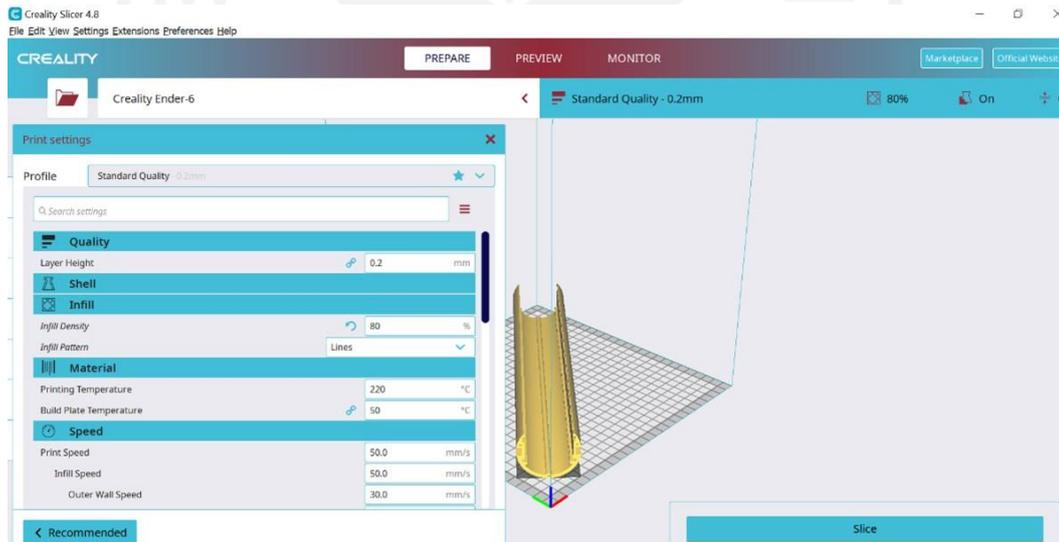 Creality Slicer 4.8
File Edit View Settings Extensions Preferences Help
CREALITY PREPARE PREVIEW MONITOR Marketplace Official Websit
Creality Ender-6 Standard Quality - 0.2mm 80% On
Print settings
Profile Standard Quality - 0.2mm
Search settings
Quality
Layer Height 0.2 mm
Shell
Infill
Infill Density 80 %
Infill Pattern Lines
Material
Printing Temperature 220 °C
Build Plate Temperature 50 °C
Speed
Print Speed 50.0 mm/s
Infill Speed 50.0 mm/s
Outer Wall Speed 30.0 mm/s
Recommended Slice